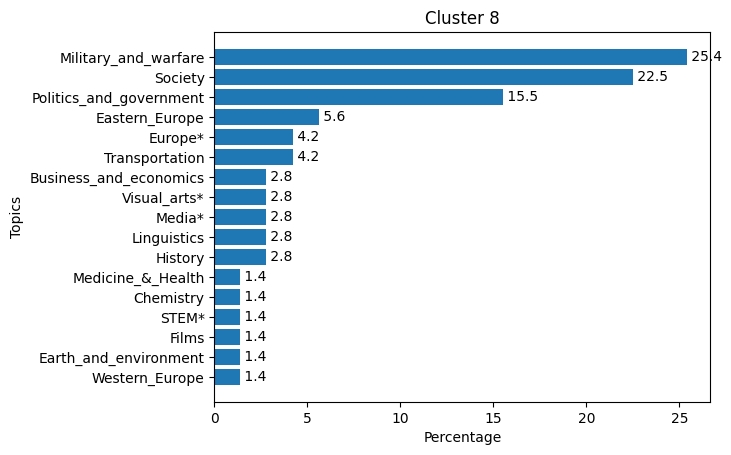 Cluster 8
Topics
Military_and_warfare 25.4
Society 22.5
Politics_and_government 15.5
Eastern_Europe 5.6
Europe* 4.2
Transportation 4.2
Business_and_economics 2.8
Visual_arts* 2.8
Media* 2.8
Linguistics 2.8
History 2.8
Medicine_&_Health 1.4
Chemistry 1.4
STEM* 1.4
Films 1.4
Earth_and_environment 1.4
Western_Europe 1.4
0 5 10 15 20 25
Percentage